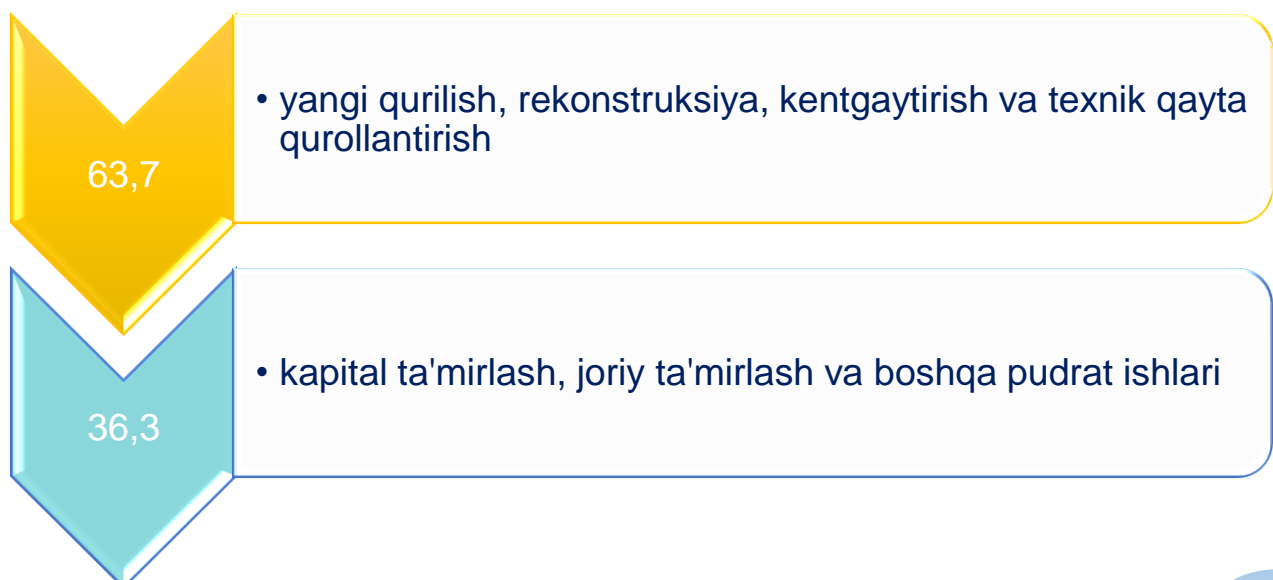 63,7
• yangi qurilish, rekonstruksiya, kentgaytirish va texnik qayta
qurollantirish
36,3
• kapital ta'mirlash, joriy ta'mirlash va boshqa pudrat ishlari